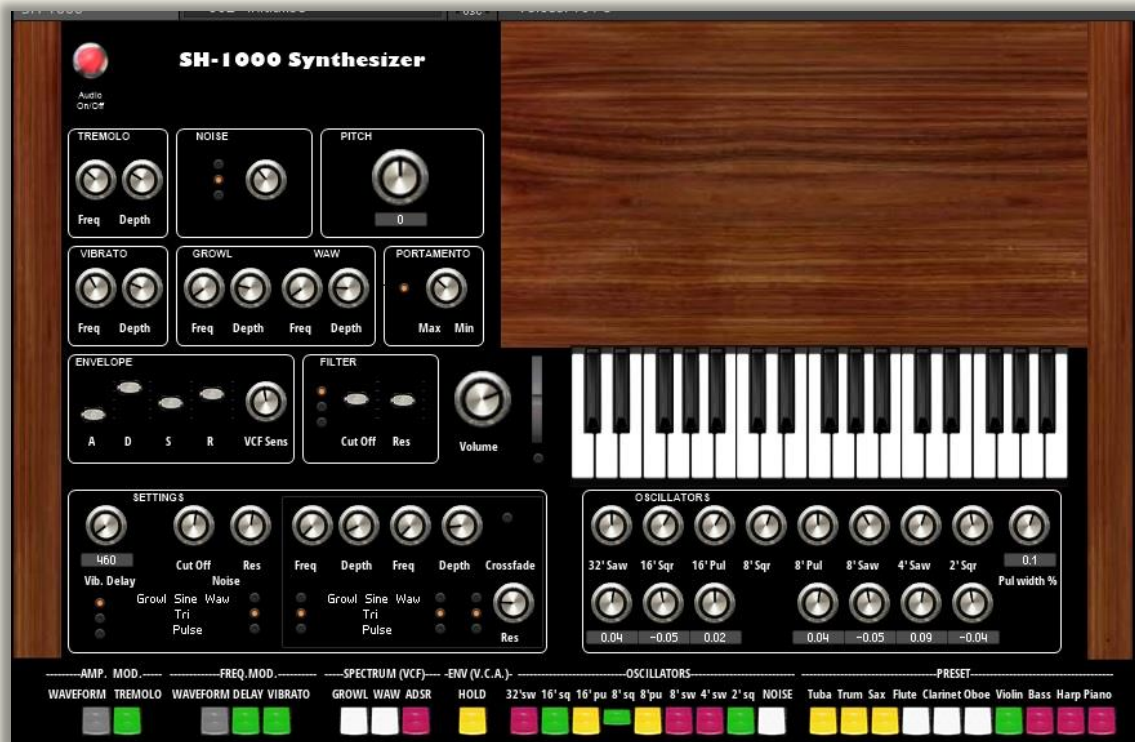 SH-1000 Synthesizer
Audio
On/Off
TREMOLO NOISE PITCH
Freq Depth
0
VIBRATO GROWL WAW PORTAMENTO
Freq Depth Freq Depth Freq Depth Max Min
ENVELOPE FILTER
A D S R VCF Sens Cut Off Res Volume
SETTINGS OSCILLATORS
460 Cut Off Res Freq Depth Freq Depth Crossfade
32'Saw 16'Sqr 16'Pul 8'Sqr 8'Pul 8'Saw 4'Saw 2'Sqr 0.1
Vib. Delay Noise Pul width %
Growl Sine Waw Growl Sine Waw
Tri Tri
Pulse Pulse Res
0.04 -0.05 0.02 0.04 -0.05 0.09 -0.04
---------AMP. MOD.----- ---------FREQ.MOD.--------- -----SPECTRUM (VCF)----- -ENV (V.C.A.)- ---------OSCILLATORS--------- ---------PRESET---------
WAVEFORM TREMOLO WAVEFORM DELAY VIBRATO GROWL WAW ADSR HOLD 32'sw 16'sq 16'pu 8'sq 8'pu 8'sw 4'sw 2'sq NOISE Tuba Trum Sax Flute Clarinet Oboe Violin Bass Harp Piano